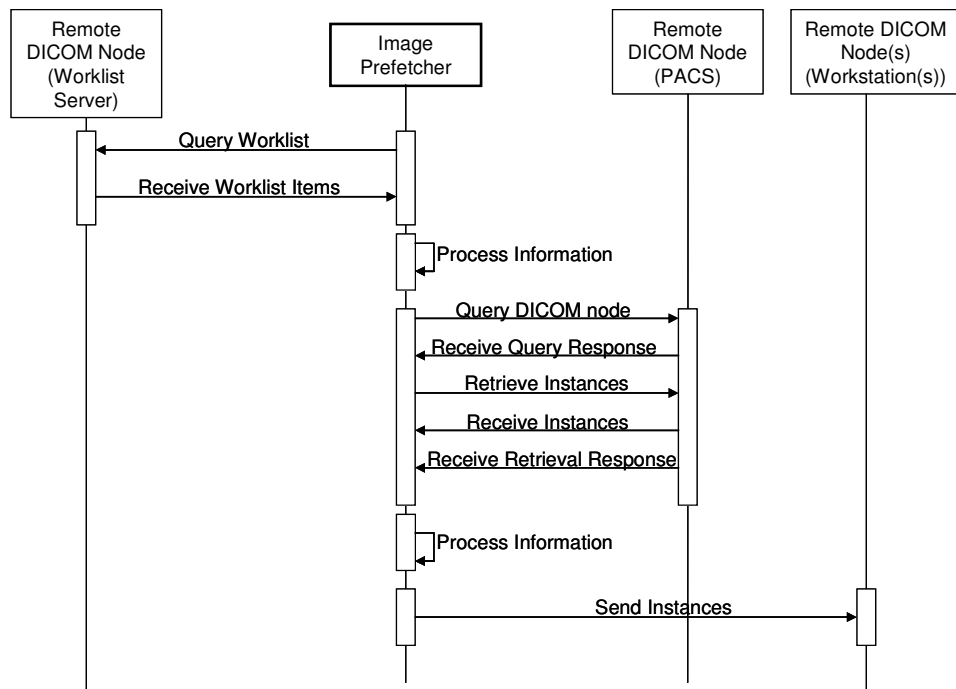 Remote
DICOM Node
(Worklist
Server)
Image
Prefetcher
Remote
DICOM Node
(PACS)
Remote DICOM
Node(s)
(Workstation(s))
Query Worklist
Receive Worklist Items
Process Information
Query DICOM node
Receive Query Response
Retrieve Instances
Receive Instances
Receive Retrieval Response
Process Information
Send Instances